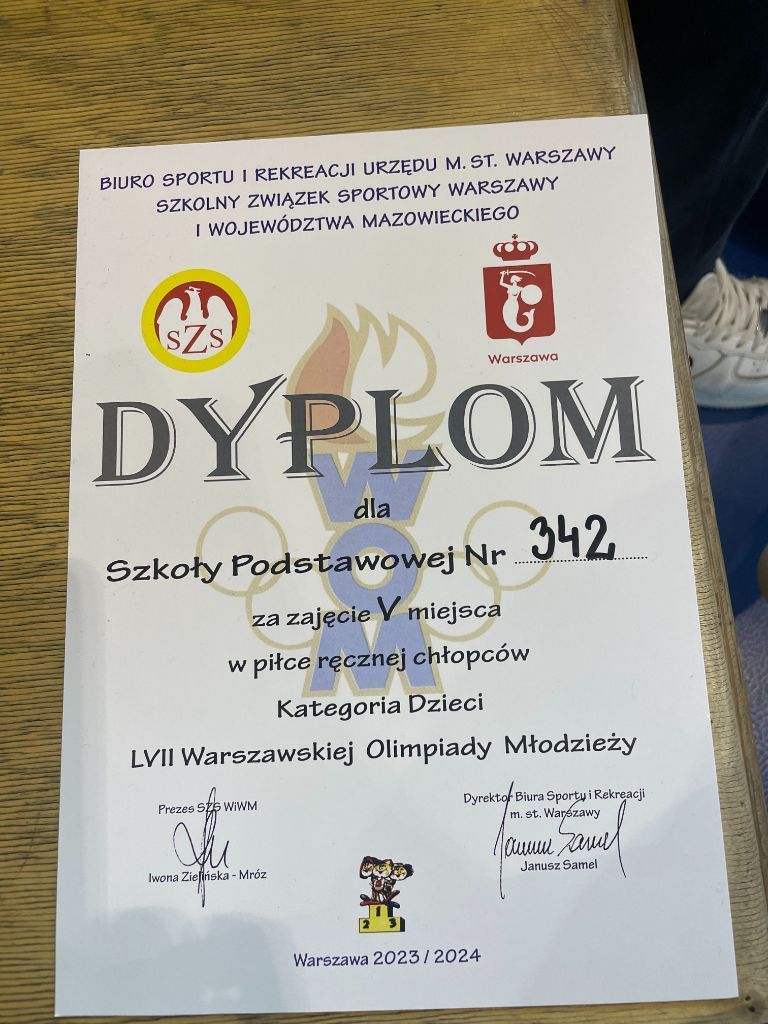 BIURO SPORTU I REKREACJI URZĘDU M. ST. WARSZAWY
SZKOLNY ZWIĄZEK SPORTOWY WARSZAWY
I WOJEWÓDZTWA MAZOWIECKIEGO
SZS
Warszawa
DYPLOM
WOM
dla
Szkoły Podstawowej Nr 342
za zajęcie V miejsca
w piłce ręcznej chłopców
Kategoria Dzieci
LVII Warszawskiej Olimpiady Młodzieży
Prezes SZS WiWM
Iwona Zielińska - Mróz
Dyrektor Biura Sportu i Rekreacji
m. st. Warszawy
Janusz Samel
Janusz Samel
1
2 3
Warszawa 2023 / 2024